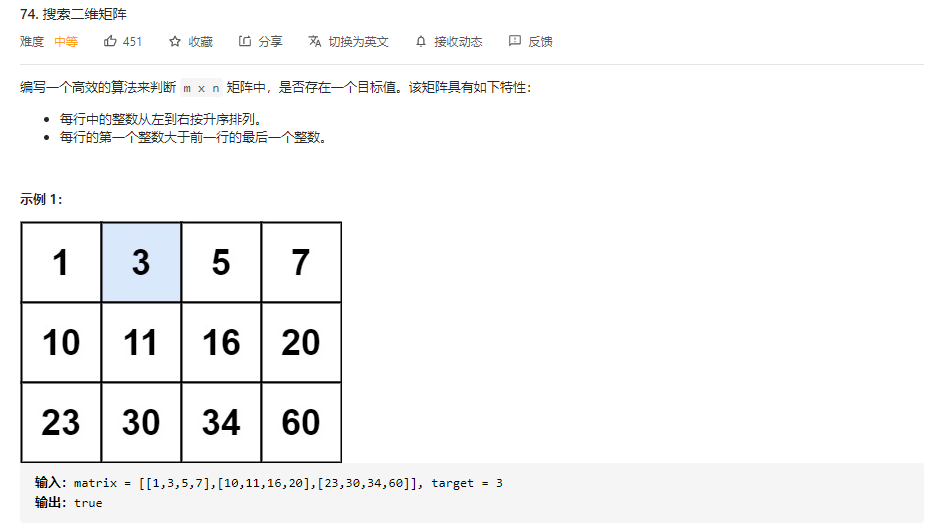 74. 搜索二维矩阵
难度 中等 451 收藏 分享 切换为英文 接收动态 反馈
编写一个高效的算法来判断 m x n 矩阵中，是否存在一个目标值。该矩阵具有如下特性：
每行中的整数从左到右按升序排列。
每行的第一个整数大于前一行的最后一个整数。
示例 1：
1 3 5 7
10 11 16 20
23 30 34 60
输入：matrix = [[1,3,5,7],[10,11,16,20],[23,30,34,60]], target = 3
输出：true